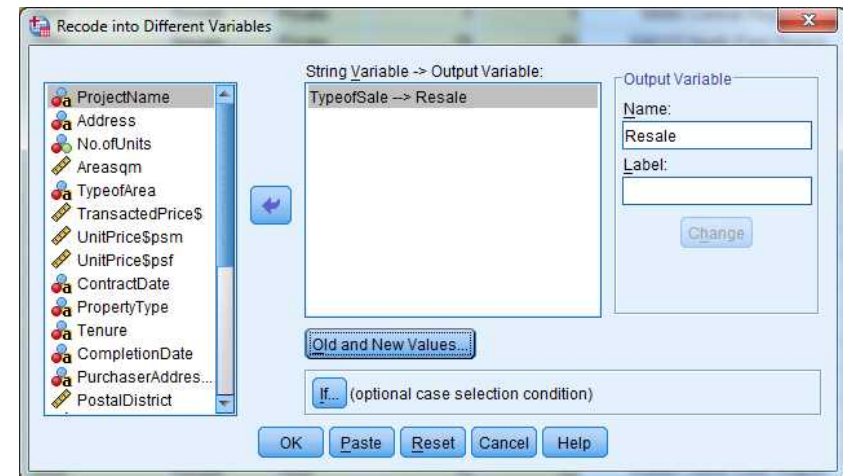 Recode into Different Variables
ProjectName
Address
No.ofUnits
Areasqm
TypeofArea
TransactedPrice$
UnitPrice$psm
UnitPrice$psf
ContractDate
PropertyType
Tenure
CompletionDate
PurchaserAddres...
PostalDistrict
String Variable -> Output Variable:
TypeofSale --> Resale
Output Variable
Name:
Resale
Label:
Change
Old and New Values...
If... (optional case selection condition)
OK Paste Reset Cancel Help